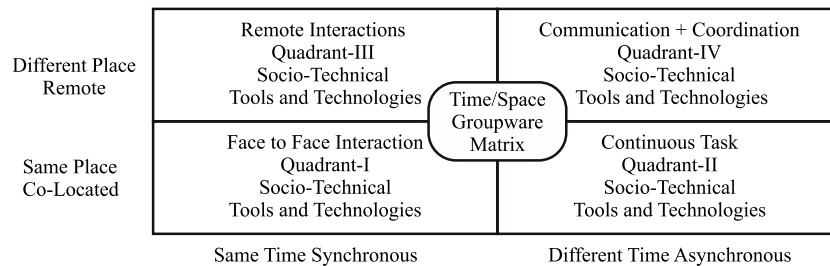 Different Place
Remote
Remote Interactions
Quadrant-III
Socio-Technical
Tools and Technologies
Communication + Coordination
Quadrant-IV
Socio-Technical
Tools and Technologies
Time/Space
Groupware
Matrix
Same Place
Co-Located
Face to Face Interaction
Quadrant-I
Socio-Technical
Tools and Technologies
Continuous Task
Quadrant-II
Socio-Technical
Tools and Technologies
Same Time Synchronous
Different Time Asynchronous